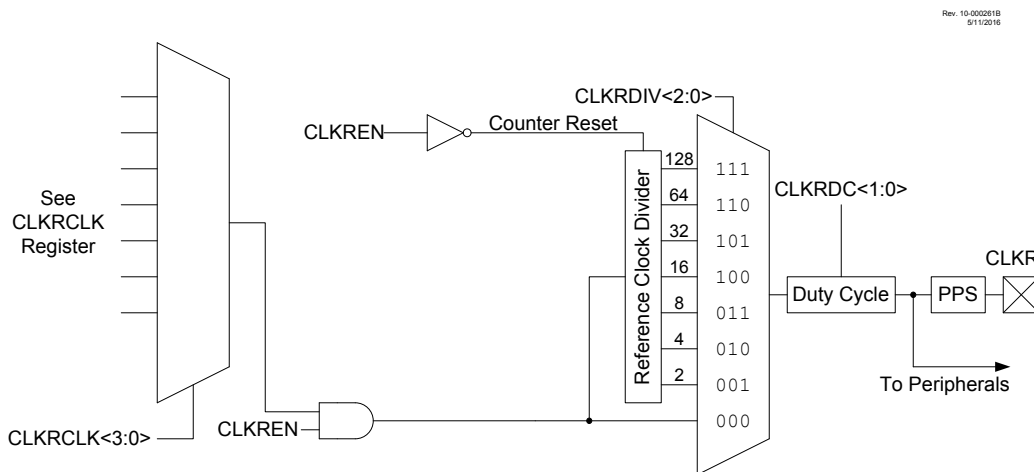 Rev. 10-000261B
5/11/2016
CLKRDIV<2:0>
CLKREN
Counter Reset
See
CLKRCLK
Register
Reference Clock Divider
128
111
64
110
32
101
16
100
8
011
4
010
2
001
000
CLKRDC<1:0>
Duty Cycle
PPS
CLKR
To Peripherals
CLKREN
CLKRCLK<3:0>